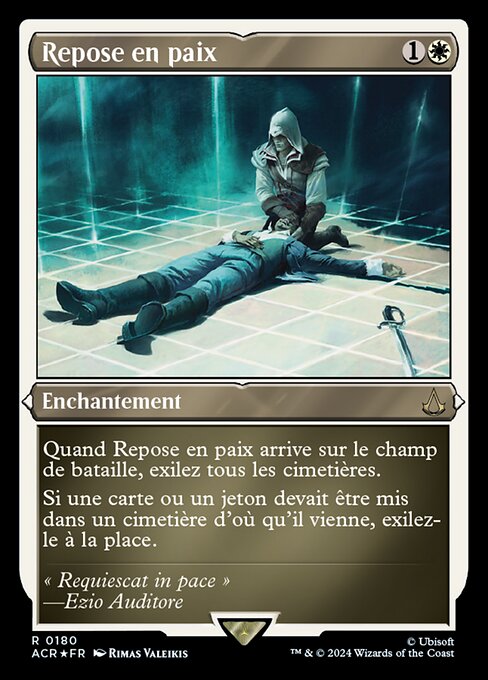 Repose en paix 1
Enchantement
Quand Repose en paix arrive sur le champ
de bataille, exilez tous les cimetières.
Si une carte ou un jeton devait être mis
dans un cimetière d'où qu'il vienne, exilez-
le à la place.
« Requiescat in pace »
—Ezio Auditore
R 0180
ACR★FR Rimas Valeikis
© Ubisoft
™ & © 2024 Wizards of the Coast